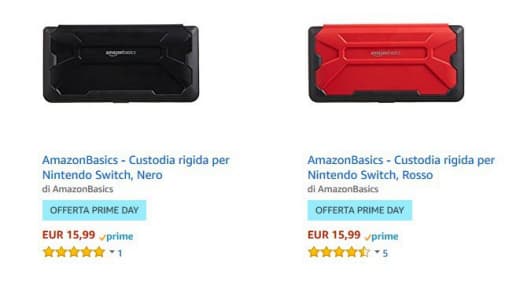 amazonbasics
amazonbasics
AmazonBasics - Custodia rigida per
Nintendo Switch, Nero
di AmazonBasics
OFFERTA PRIME DAY
EUR 15,99 prime
1
AmazonBasics - Custodia rigida per
Nintendo Switch, Rosso
di AmazonBasics
OFFERTA PRIME DAY
EUR 15,99 prime
5